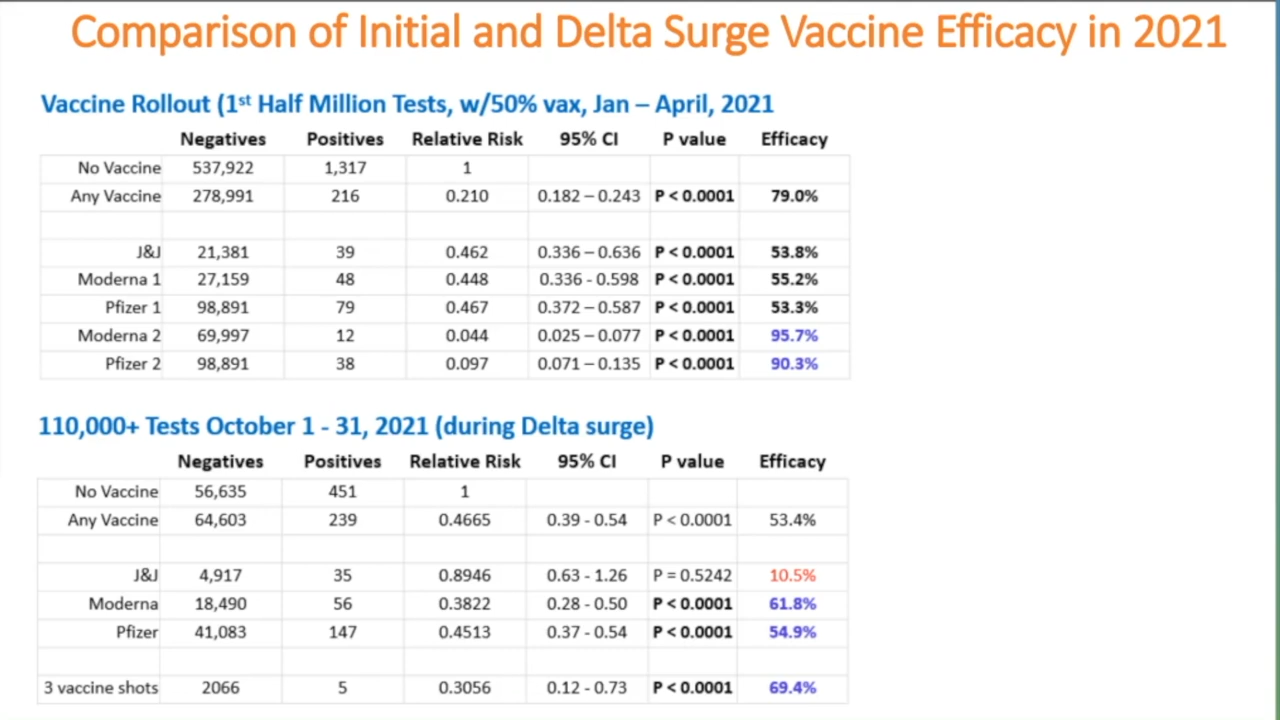 Comparison of Initial and Delta Surge Vaccine Efficacy in 2021
Vaccine Rollout (1st Half Million Tests, w/50% vax, Jan – April, 2021
Negatives Positives Relative Risk 95% CI P value Efficacy
No Vaccine 537,922 1,317 1
Any Vaccine 278,991 216 0.210 0.182 – 0.243 P < 0.0001 79.0%
J&J 21,381 39 0.462 0.336 – 0.636 P < 0.0001 53.8%
Moderna 1 27,159 48 0.448 0.336 - 0.598 P < 0.0001 55.2%
Pfizer 1 98,891 79 0.467 0.372 – 0.587 P < 0.0001 53.3%
Moderna 2 69,997 12 0.044 0.025 – 0.077 P < 0.0001 95.7%
Pfizer 2 98,891 38 0.097 0.071 – 0.135 P < 0.0001 90.3%
110,000+ Tests October 1 - 31, 2021 (during Delta surge)
Negatives Positives Relative Risk 95% CI P value Efficacy
No Vaccine 56,635 451 1
Any Vaccine 64,603 239 0.4665 0.39 - 0.54 P < 0.0001 53.4%
J&J 4,917 35 0.8946 0.63 - 1.26 P = 0.5242 10.5%
Moderna 18,490 56 0.3822 0.28 - 0.50 P < 0.0001 61.8%
Pfizer 41,083 147 0.4513 0.37 - 0.54 P < 0.0001 54.9%
3 vaccine shots 2066 5 0.3056 0.12 - 0.73 P < 0.0001 69.4%